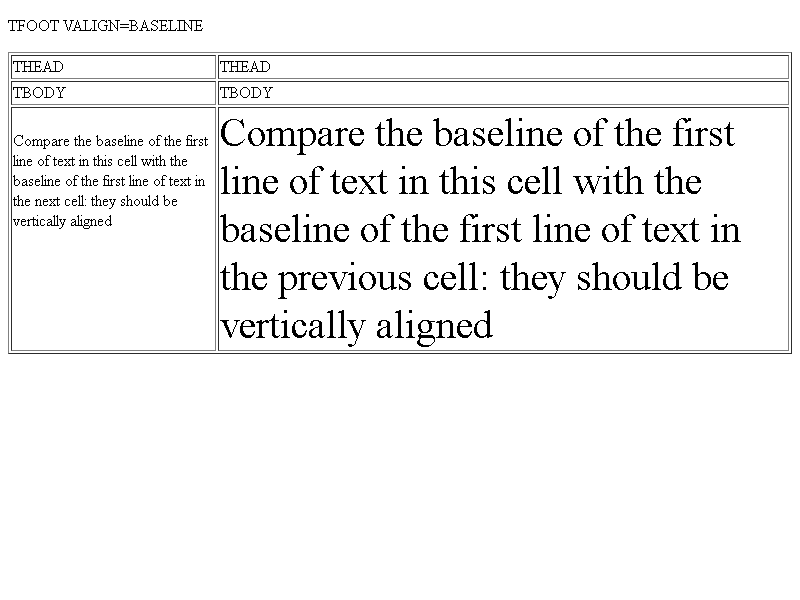 TFOOT VALIGN=BASELINE
THEAD THEAD
TBODY TBODY
Compare the baseline of the first
line of text in this cell with the
baseline of the first line of text in
the next cell: they should be
vertically aligned
Compare the baseline of the first
line of text in this cell with the
baseline of the first line of text in
the previous cell: they should be
vertically aligned